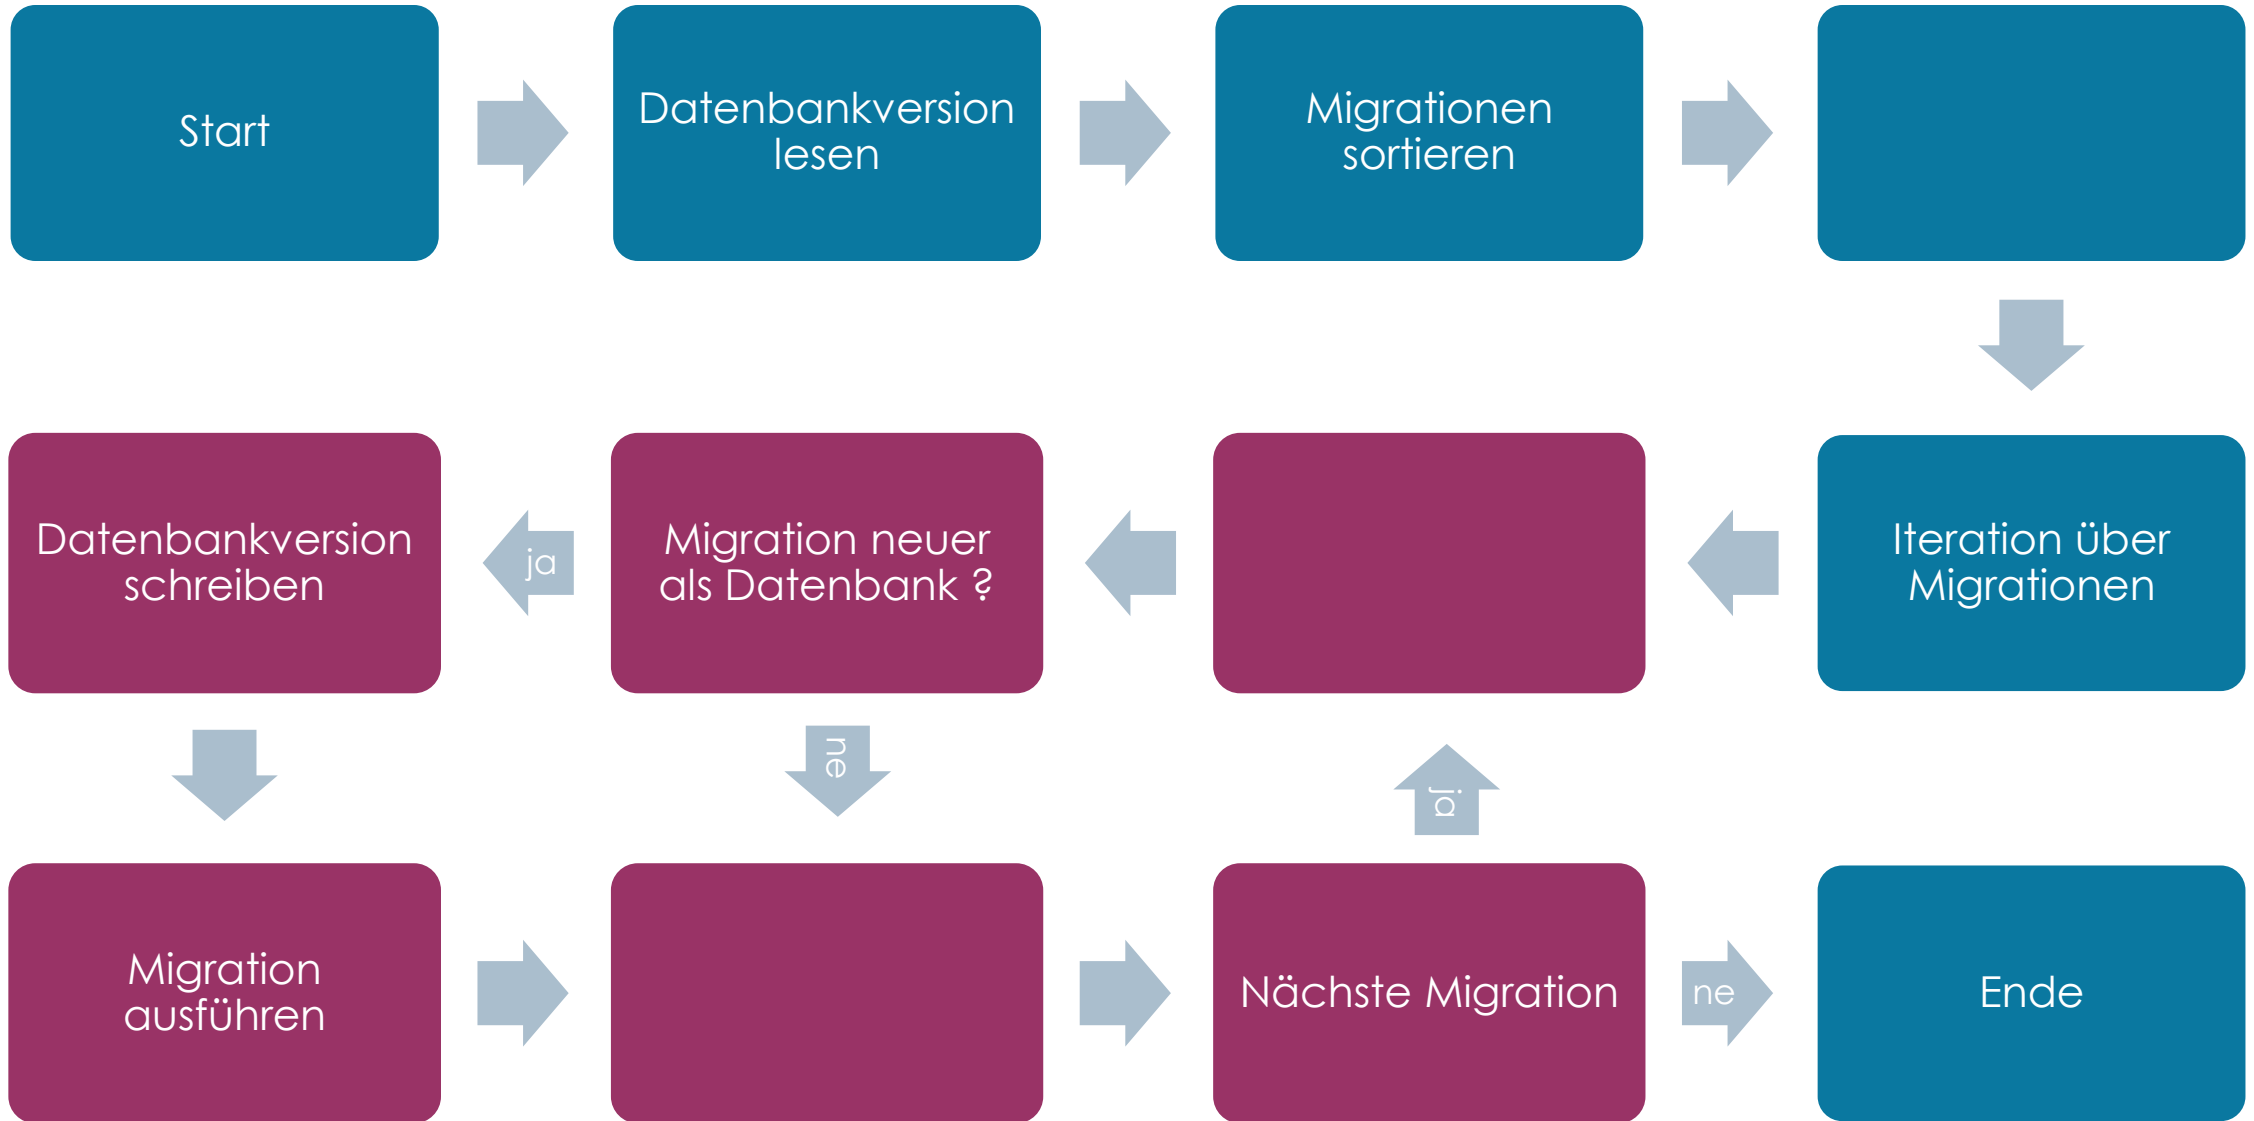 Start
Datenbankversion
lesen
Migrationen
sortieren
Datenbankversion
schreiben
ja
Migration neuer
als Datenbank ?
Iteration über
Migrationen
ne
ja
Migration
ausführen
Nächste Migration
ne
Ende